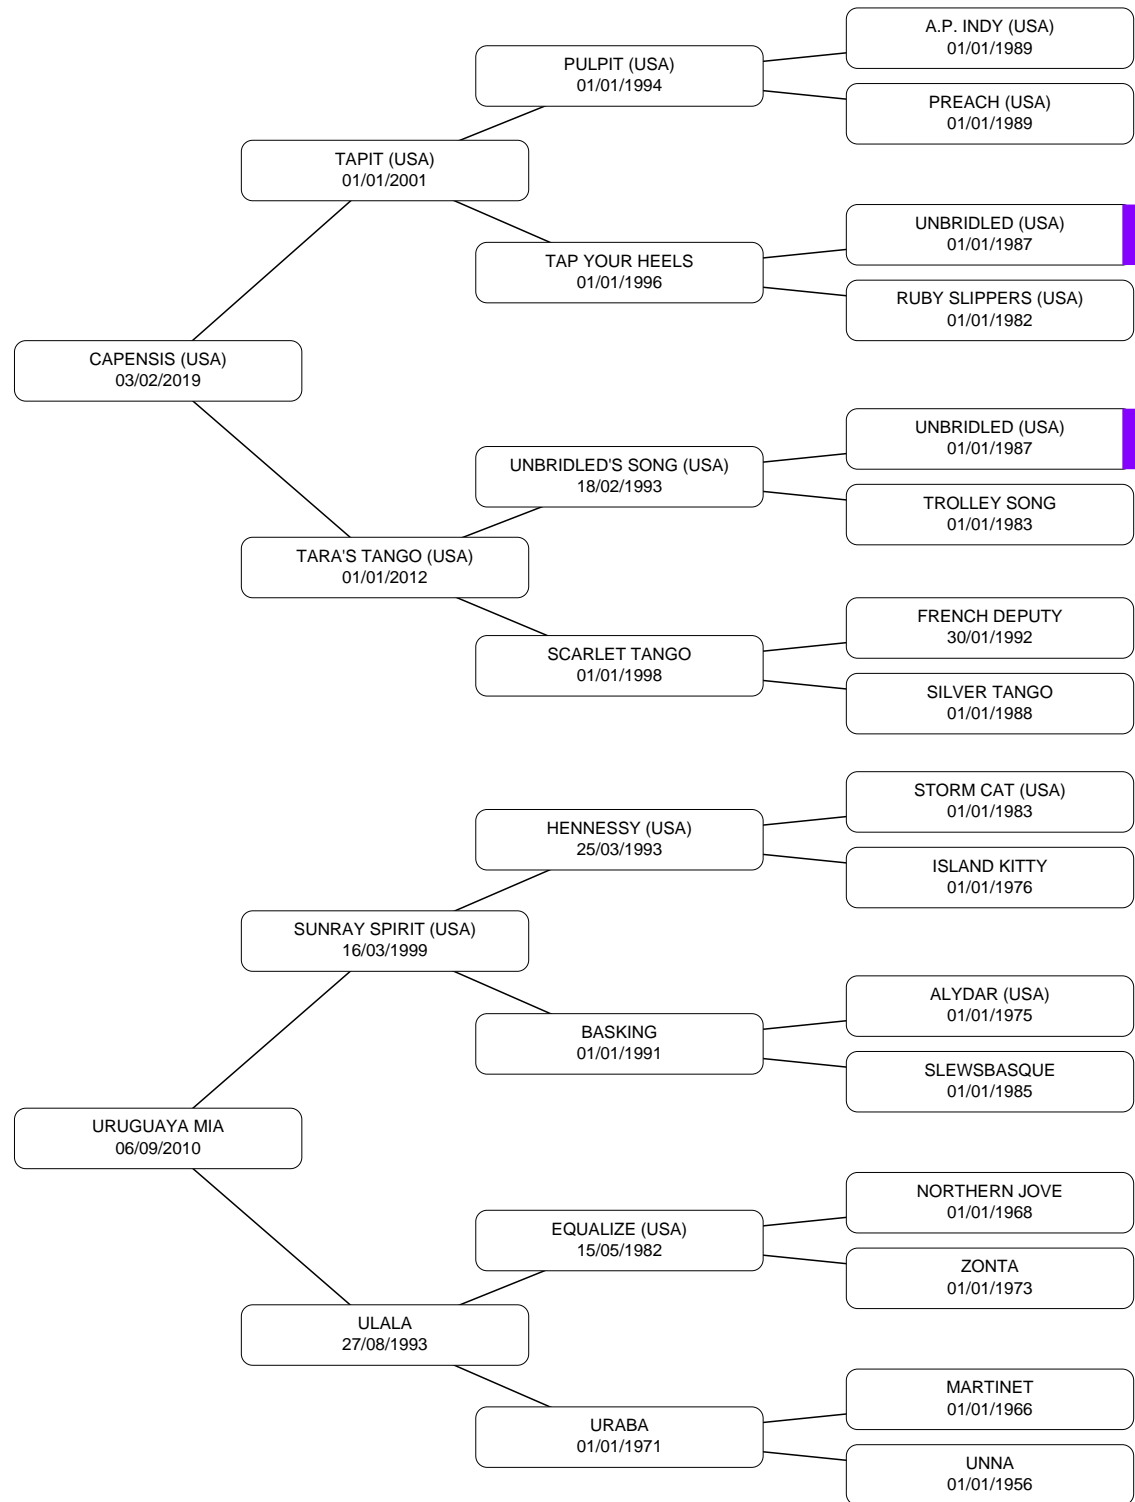 A.P. INDY (USA)
01/01/1989
PULPIT (USA)
01/01/1994
PREACH (USA)
01/01/1989
TAPIT (USA)
01/01/2001
UNBRIDLED (USA)
01/01/1987
TAP YOUR HEELS
01/01/1996
RUBY SLIPPERS (USA)
01/01/1982
CAPENSIS (USA)
03/02/2019
UNBRIDLED (USA)
01/01/1987
UNBRIDLED'S SONG (USA)
18/02/1993
TROLLEY SONG
01/01/1983
TARA'S TANGO (USA)
01/01/2012
FRENCH DEPUTY
30/01/1992
SCARLET TANGO
01/01/1998
SILVER TANGO
01/01/1988
STORM CAT (USA)
01/01/1983
HENNESSY (USA)
25/03/1993
ISLAND KITTY
01/01/1976
SUNRAY SPIRIT (USA)
16/03/1999
ALYDAR (USA)
01/01/1975
BASKING
01/01/1991
SLEWSBASQUE
01/01/1985
URUGUAYA MIA
06/09/2010
NORTHERN JOVE
01/01/1968
EQUALIZE (USA)
15/05/1982
ZONTA
01/01/1973
ULALA
27/08/1993
MARTINET
01/01/1966
URABA
01/01/1971
UNNA
01/01/1956